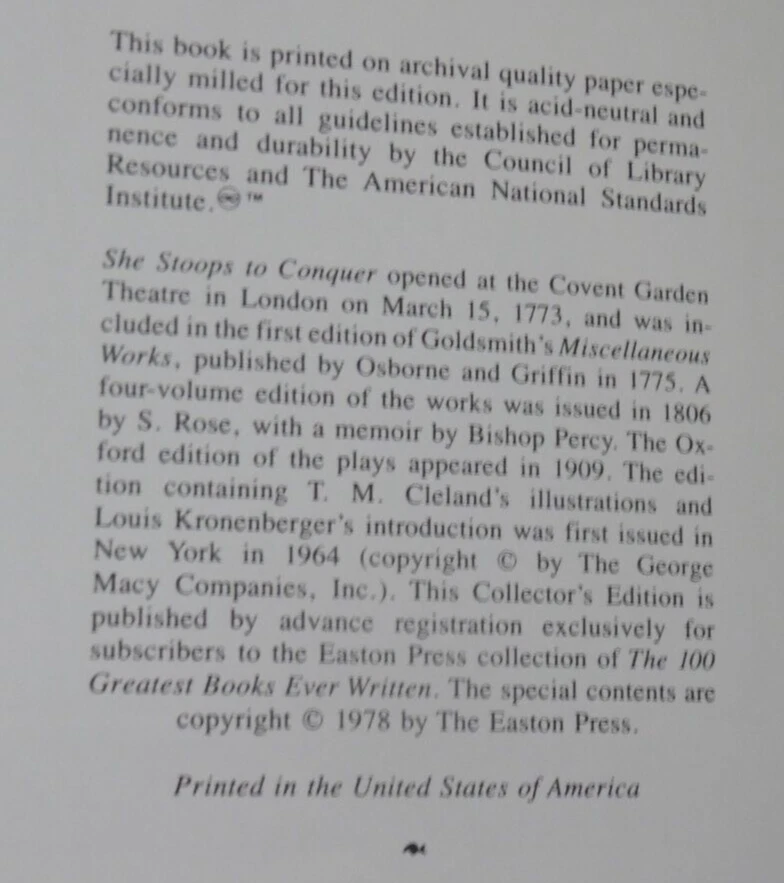 This book is printed on archival quality paper espe-
cially milled for this edition. It is acid-neutral and
conforms to all guidelines established for perma-
nence and durability by the Council of Library
Resources and The American National Standards
Institute.♾™
She Stoops to Conquer opened at the Covent Garden
Theatre in London on March 15, 1773, and was in-
cluded in the first edition of Goldsmith's Miscellaneous
Works, published by Osborne and Griffin in 1775. A
four-volume edition of the works was issued in 1806
by S. Rose, with a memoir by Bishop Percy. The Ox-
ford edition of the plays appeared in 1909. The edi-
tion containing T. M. Cleland's illustrations and
Louis Kronenberger's introduction was first issued in
New York in 1964 (copyright © by The George
Macy Companies, Inc.). This Collector's Edition is
published by advance registration exclusively for
subscribers to the Easton Press collection of The 100
Greatest Books Ever Written. The special contents are
copyright © 1978 by The Easton Press.
Printed in the United States of America